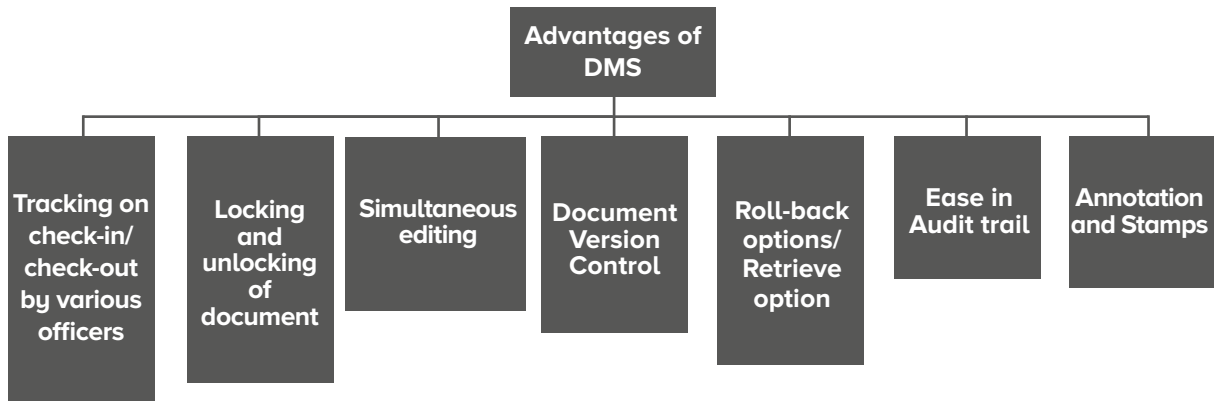 Advantages of
DMS
Tracking on
check-in/
check-out
by various
officers
Locking
and
unlocking
of
document
Simultaneous
editing
Document
Version
Control
Roll-back
options/
Retrieve
option
Ease in
Audit trail
Annotation
and Stamps